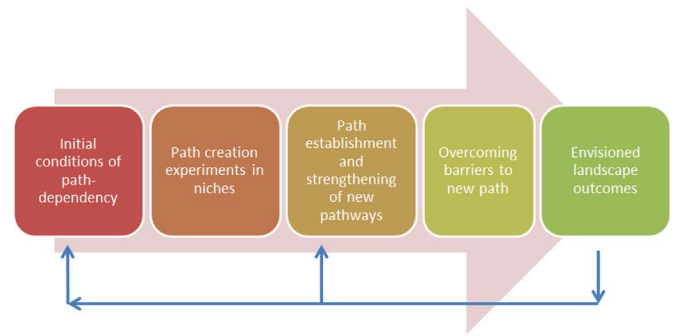 Initial
conditions of
path-
dependency
Path creation
experiments in
niches
Path
establishment
and
strengthening
of new
pathways
Overcoming
barriers to
new path
Envisioned
landscape
outcomes